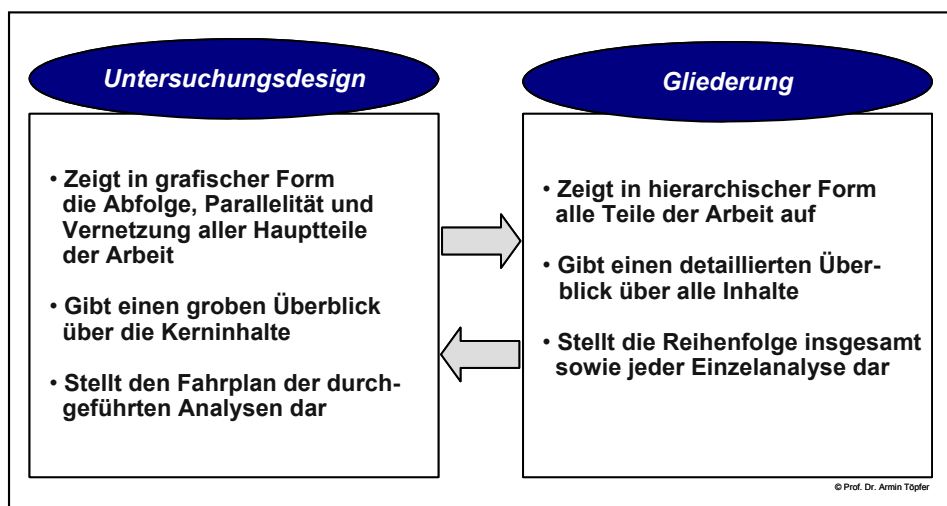 Untersuchungsdesign
• Zeigt in grafischer Form
die Abfolge, Parallelität und
Vernetzung aller Hauptteile
der Arbeit
• Gibt einen groben Überblick
über die Kerninhalte
• Stellt den Fahrplan der durch-
geführten Analysen dar
Gliederung
• Zeigt in hierarchischer Form
alle Teile der Arbeit auf
• Gibt einen detaillierten Über-
blick über alle Inhalte
• Stellt die Reihenfolge insgesamt
sowie jeder Einzelanalyse dar
© Prof. Dr. Armin Töpfer